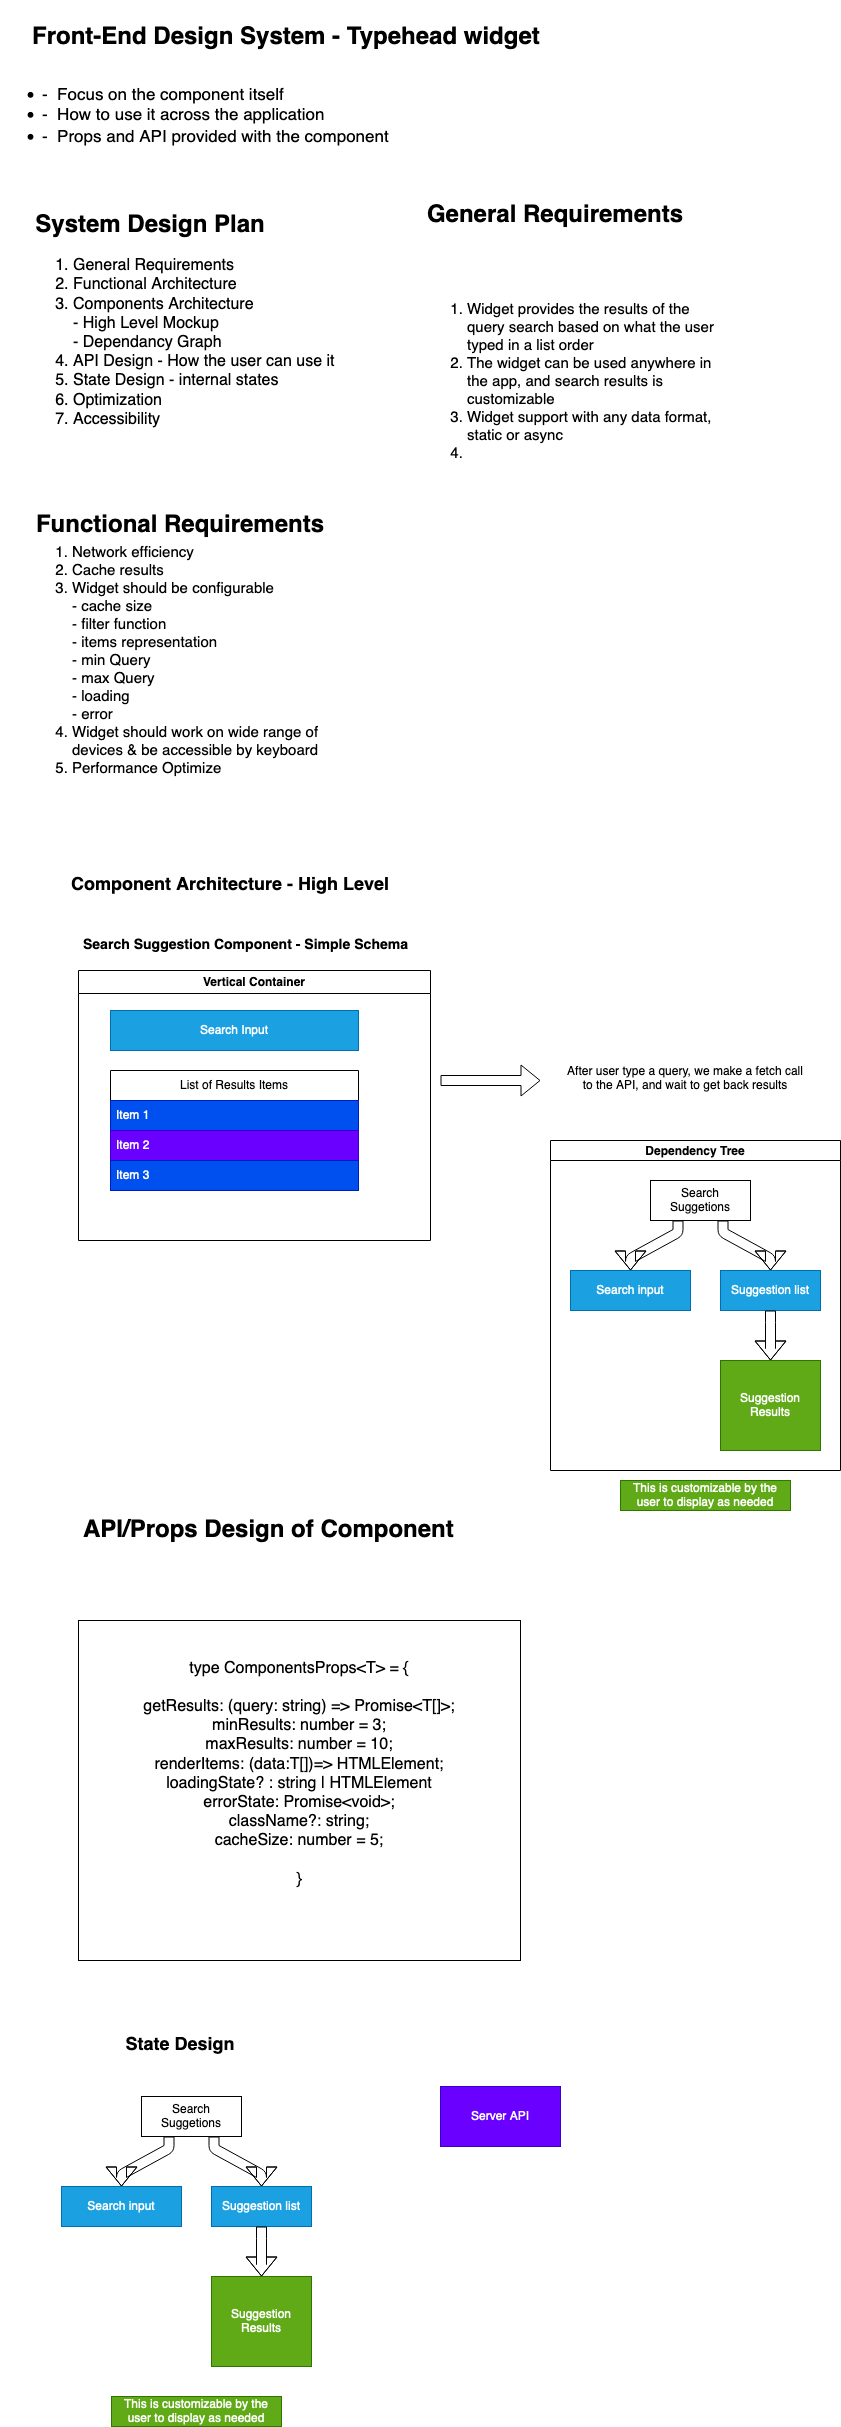 Front-End Design System - Typehead widget
- Focus on the component itself
- How to use it across the application
- Props and API provided with the component
System Design Plan
1. General Requirements
2. Functional Architecture
3. Components Architecture
- High Level Mockup
- Dependancy Graph
4. API Design - How the user can use it
5. State Design - internal states
6. Optimization
7. Accessibility
General Requirements
1. Widget provides the results of the
query search based on what the user
typed in a list order
2. The widget can be used anywhere in
the app, and search results is
customizable
3. Widget support with any data format,
static or async
4.
Functional Requirements
1. Network efficiency
2. Cache results
3. Widget should be configurable
- cache size
- filter function
- items representation
- min Query
- max Query
- loading
- error
4. Widget should work on wide range of
devices & be accessible by keyboard
5. Performance Optimize
Component Architecture - High Level
Search Suggestion Component - Simple Schema
Vertical Container
Search Input
List of Results Items
Item 1
Item 2
Item 3
After user type a query, we make a fetch call
to the API, and wait to get back results
Dependency Tree
Search
Suggetions
Search input
Suggestion list
Suggestion
Results
This is customizable by the
user to display as needed
API/Props Design of Component
type ComponentsProps<T> = {
getResults: (query: string) => Promise<T[]>;
minResults: number = 3;
maxResults: number = 10;
renderItems: (data:T[])=> HTMLElement;
loadingState? : string | HTMLElement
errorState: Promise<void>;
className?: string;
cacheSize: number = 5;
}
State Design
Search
Suggetions
Server API
Search input
Suggestion list
Suggestion
Results
This is customizable by the
user to display as needed